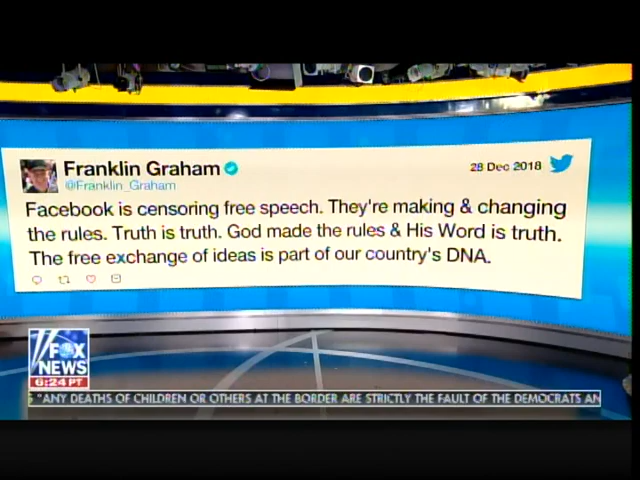 Franklin Graham
28 Dec 2018
@Franklin_Graham
Facebook is censoring free speech. They're making & changing
the rules. Truth is truth. God made the rules & His Word is truth.
The free exchange of ideas is part of our country's DNA.
FOX
NEWS
6:24 PT
"ANY DEATHS OF CHILDREN OR OTHERS AT THE BORDER ARE STRICTLY THE FAULT OF THE DEMOCRATS AN